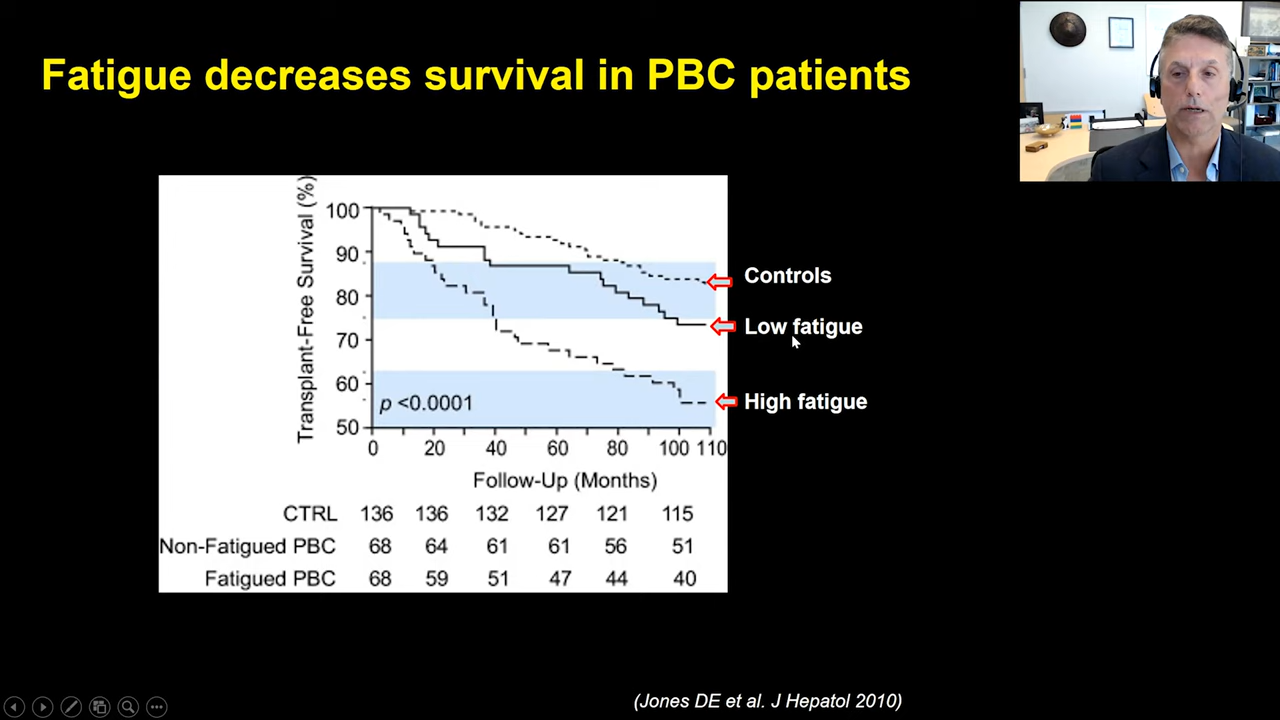 Fatigue decreases survival in PBC patients
Transplant-Free Survival (%)
100
90
80
70
60
50
p <0.0001
0 20 40 60 80 100 110
Follow-Up (Months)
Controls
Low fatigue
High fatigue
CTRL 136 136 132 127 121 115
Non-Fatigued PBC 68 64 61 61 56 51
Fatigued PBC 68 59 51 47 44 40
(Jones DE et al. J Hepatol 2010)